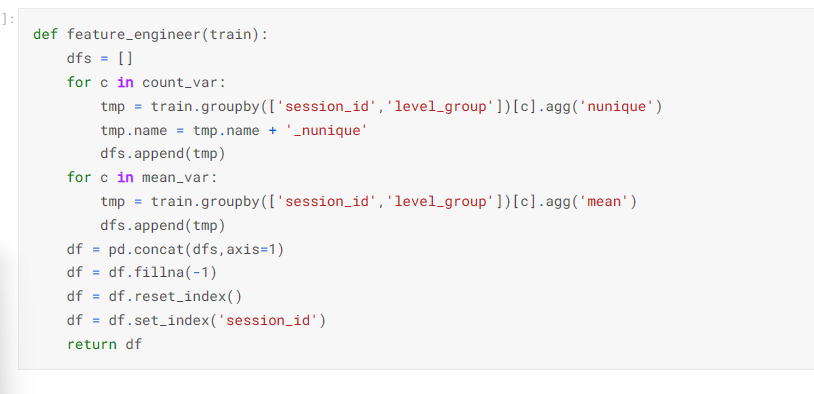 ]:
def feature_engineer(train):
    dfs = []
    for c in count_var:
        tmp = train.groupby(['session_id','level_group'])[c].agg('nunique')
        tmp.name = tmp.name + '_nunique'
        dfs.append(tmp)
    for c in mean_var:
        tmp = train.groupby(['session_id','level_group'])[c].agg('mean')
        dfs.append(tmp)
    df = pd.concat(dfs,axis=1)
    df = df.fillna(-1)
    df = df.reset_index()
    df = df.set_index('session_id')
    return df